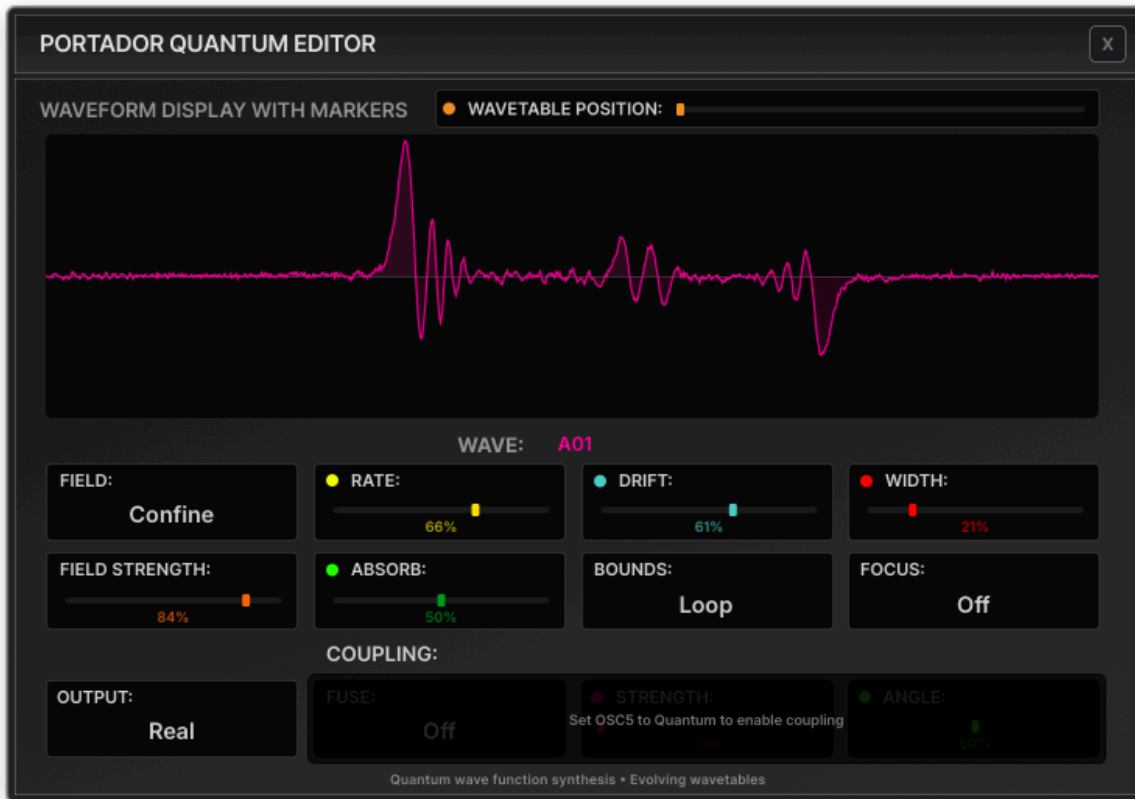 PORTADOR QUANTUM EDITOR
X
WAVEFORM DISPLAY WITH MARKERS
WAVETABLE POSITION:
WAVE: A01
FIELD:
Confine
RATE:
66%
DRIFT:
61%
WIDTH:
21%
FIELD STRENGTH:
84%
ABSORB:
50%
BOUNDS:
Loop
FOCUS:
Off
COUPLING:
OUTPUT:
Real
FUSE:
Off
STRENGTH:
Set OSC5 to Quantum to enable coupling
0%
ANGLE:
50%
Quantum wave function synthesis • Evolving wavetables